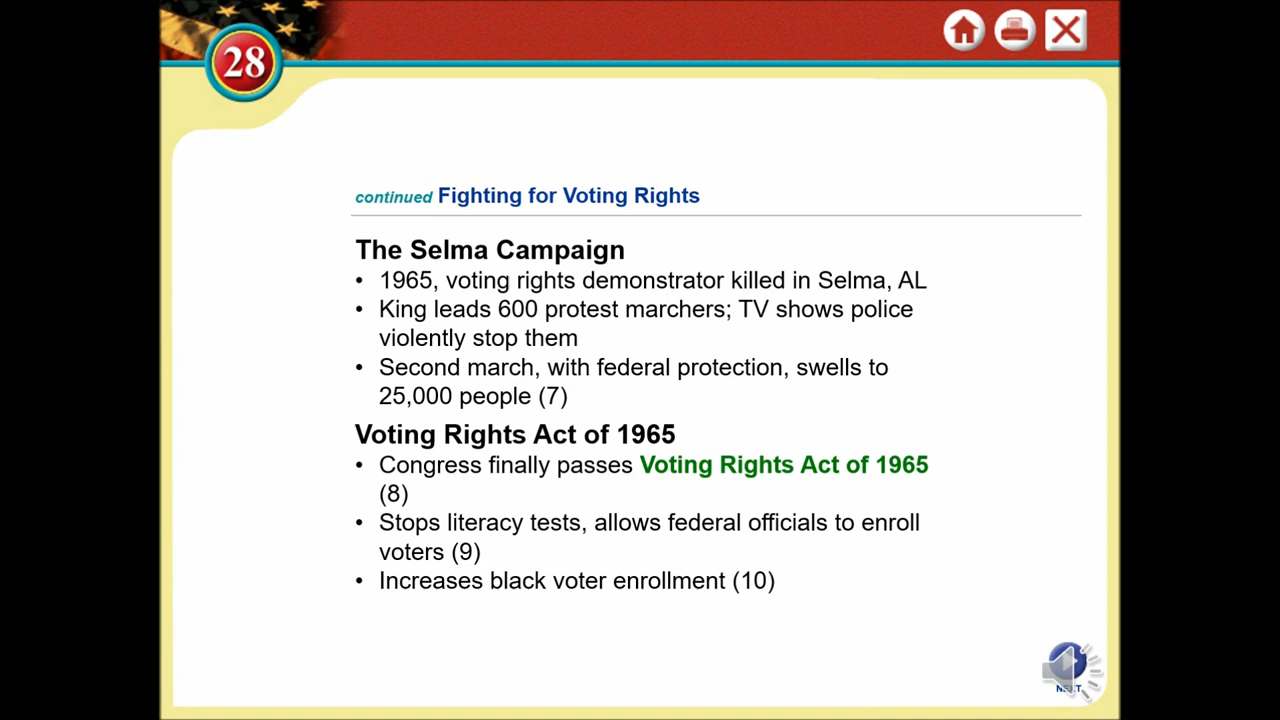 28
continued Fighting for Voting Rights
The Selma Campaign
• 1965, voting rights demonstrator killed in Selma, AL
• King leads 600 protest marchers; TV shows police
violently stop them
• Second march, with federal protection, swells to
25,000 people (7)
Voting Rights Act of 1965
• Congress finally passes Voting Rights Act of 1965
(8)
• Stops literacy tests, allows federal officials to enroll
voters (9)
• Increases black voter enrollment (10)
NEXT